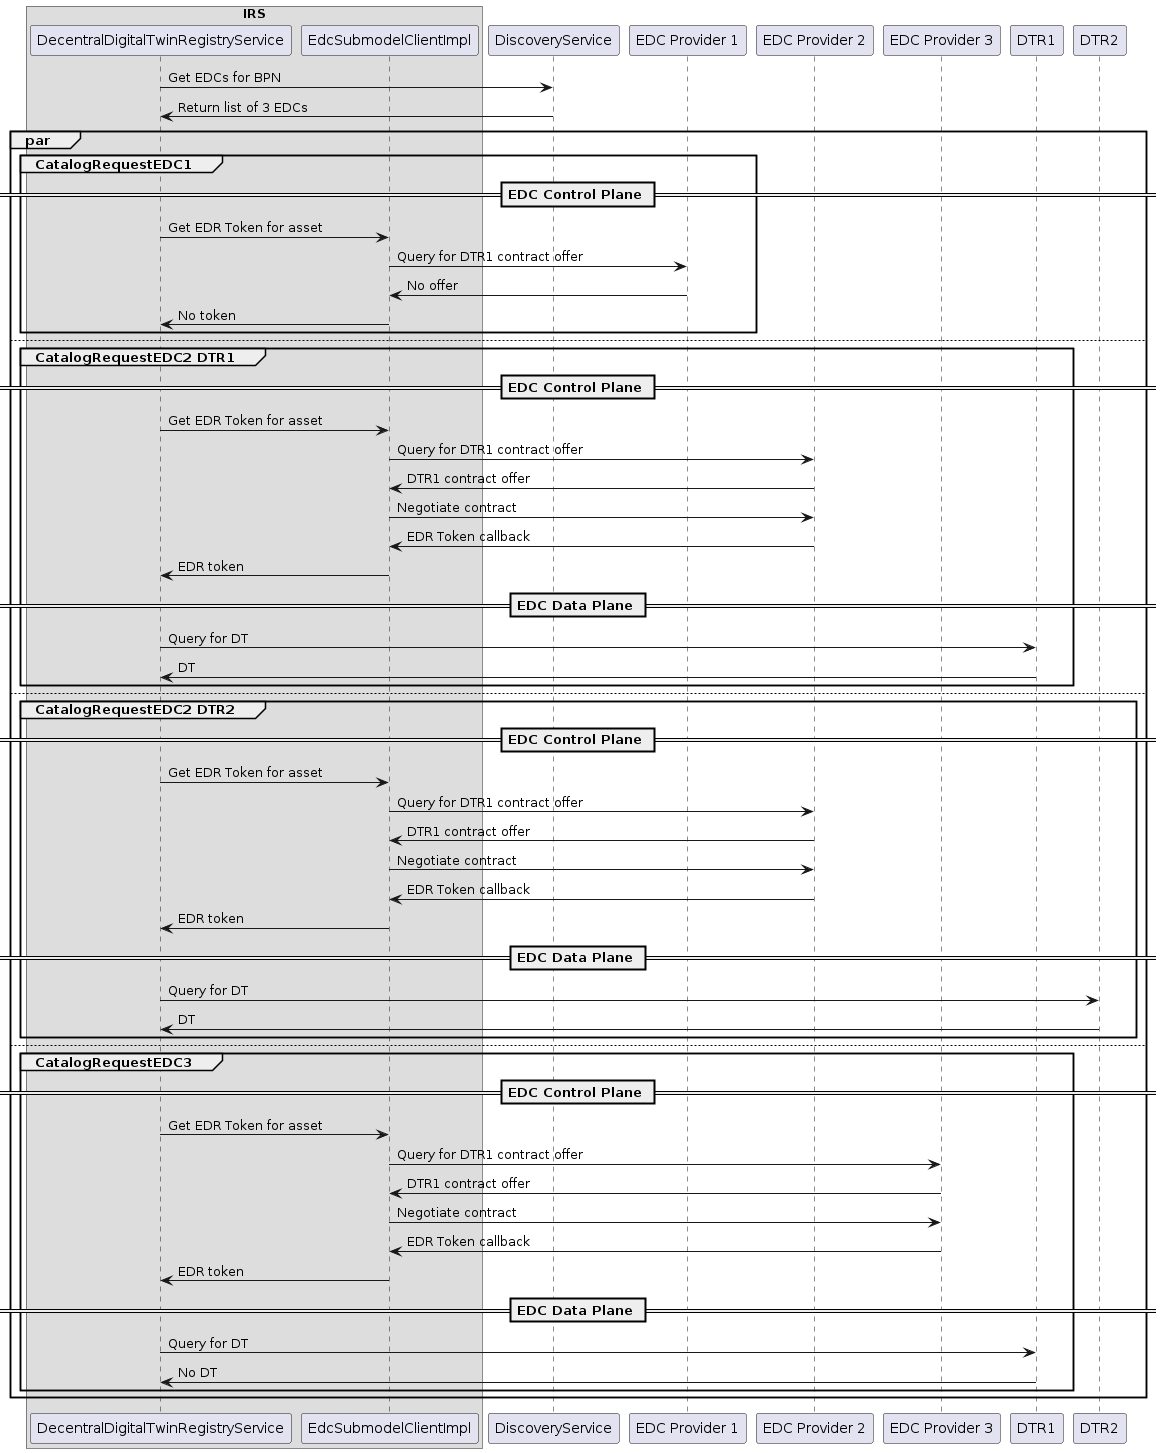 IRS
DecentralDigitalTwinRegistryService EdcSubmodelClientImpl DiscoveryService EDC Provider 1 EDC Provider 2 EDC Provider 3 DTR1 DTR2
Get EDCs for BPN
Return list of 3 EDCs
par
CatalogRequestEDC1
EDC Control Plane
Get EDR Token for asset
Query for DTR1 contract offer
No offer
No token
CatalogRequestEDC2 DTR1
EDC Control Plane
Get EDR Token for asset
Query for DTR1 contract offer
DTR1 contract offer
Negotiate contract
EDR Token callback
EDR token
EDC Data Plane
Query for DT
DT
CatalogRequestEDC2 DTR2
EDC Control Plane
Get EDR Token for asset
Query for DTR1 contract offer
DTR1 contract offer
Negotiate contract
EDR Token callback
EDR token
EDC Data Plane
Query for DT
DT
CatalogRequestEDC3
EDC Control Plane
Get EDR Token for asset
Query for DTR1 contract offer
DTR1 contract offer
Negotiate contract
EDR Token callback
EDR token
EDC Data Plane
Query for DT
No DT
DecentralDigitalTwinRegistryService EdcSubmodelClientImpl DiscoveryService EDC Provider 1 EDC Provider 2 EDC Provider 3 DTR1 DTR2